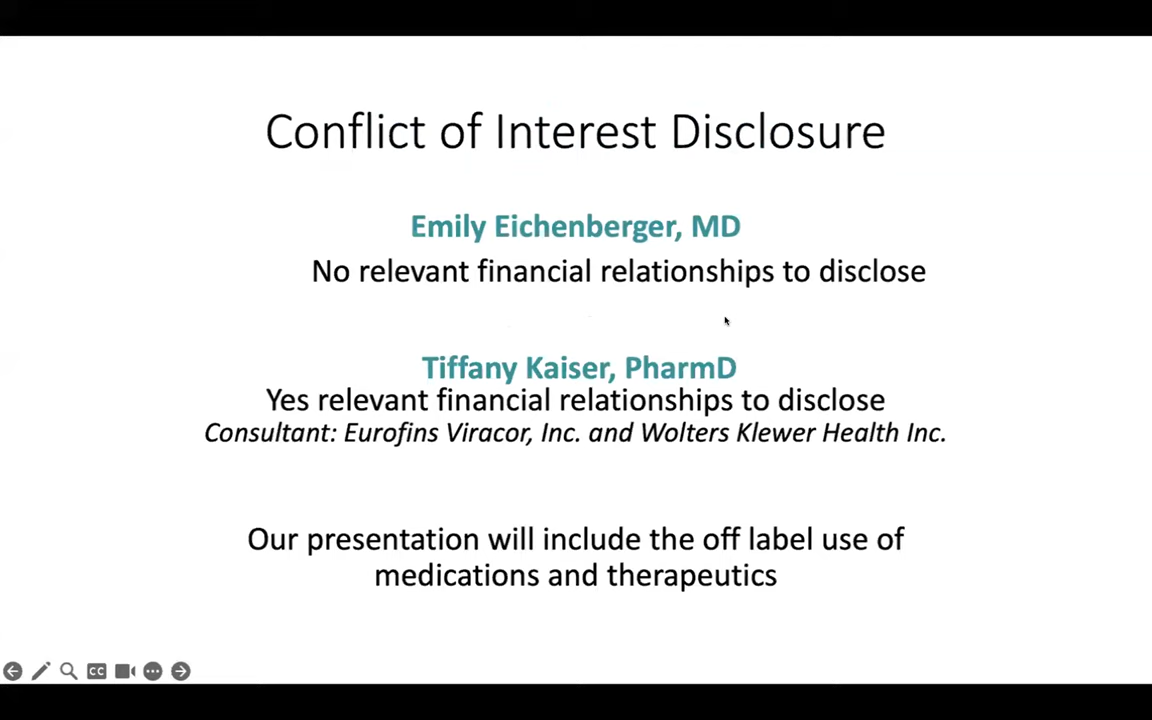 Conflict of Interest Disclosure
Emily Eichenberger, MD
No relevant financial relationships to disclose
Tiffany Kaiser, PharmD
Yes relevant financial relationships to disclose
Consultant: Eurofins Viracor, Inc. and Wolters Klewer Health Inc.
Our presentation will include the off label use of
medications and therapeutics
CC